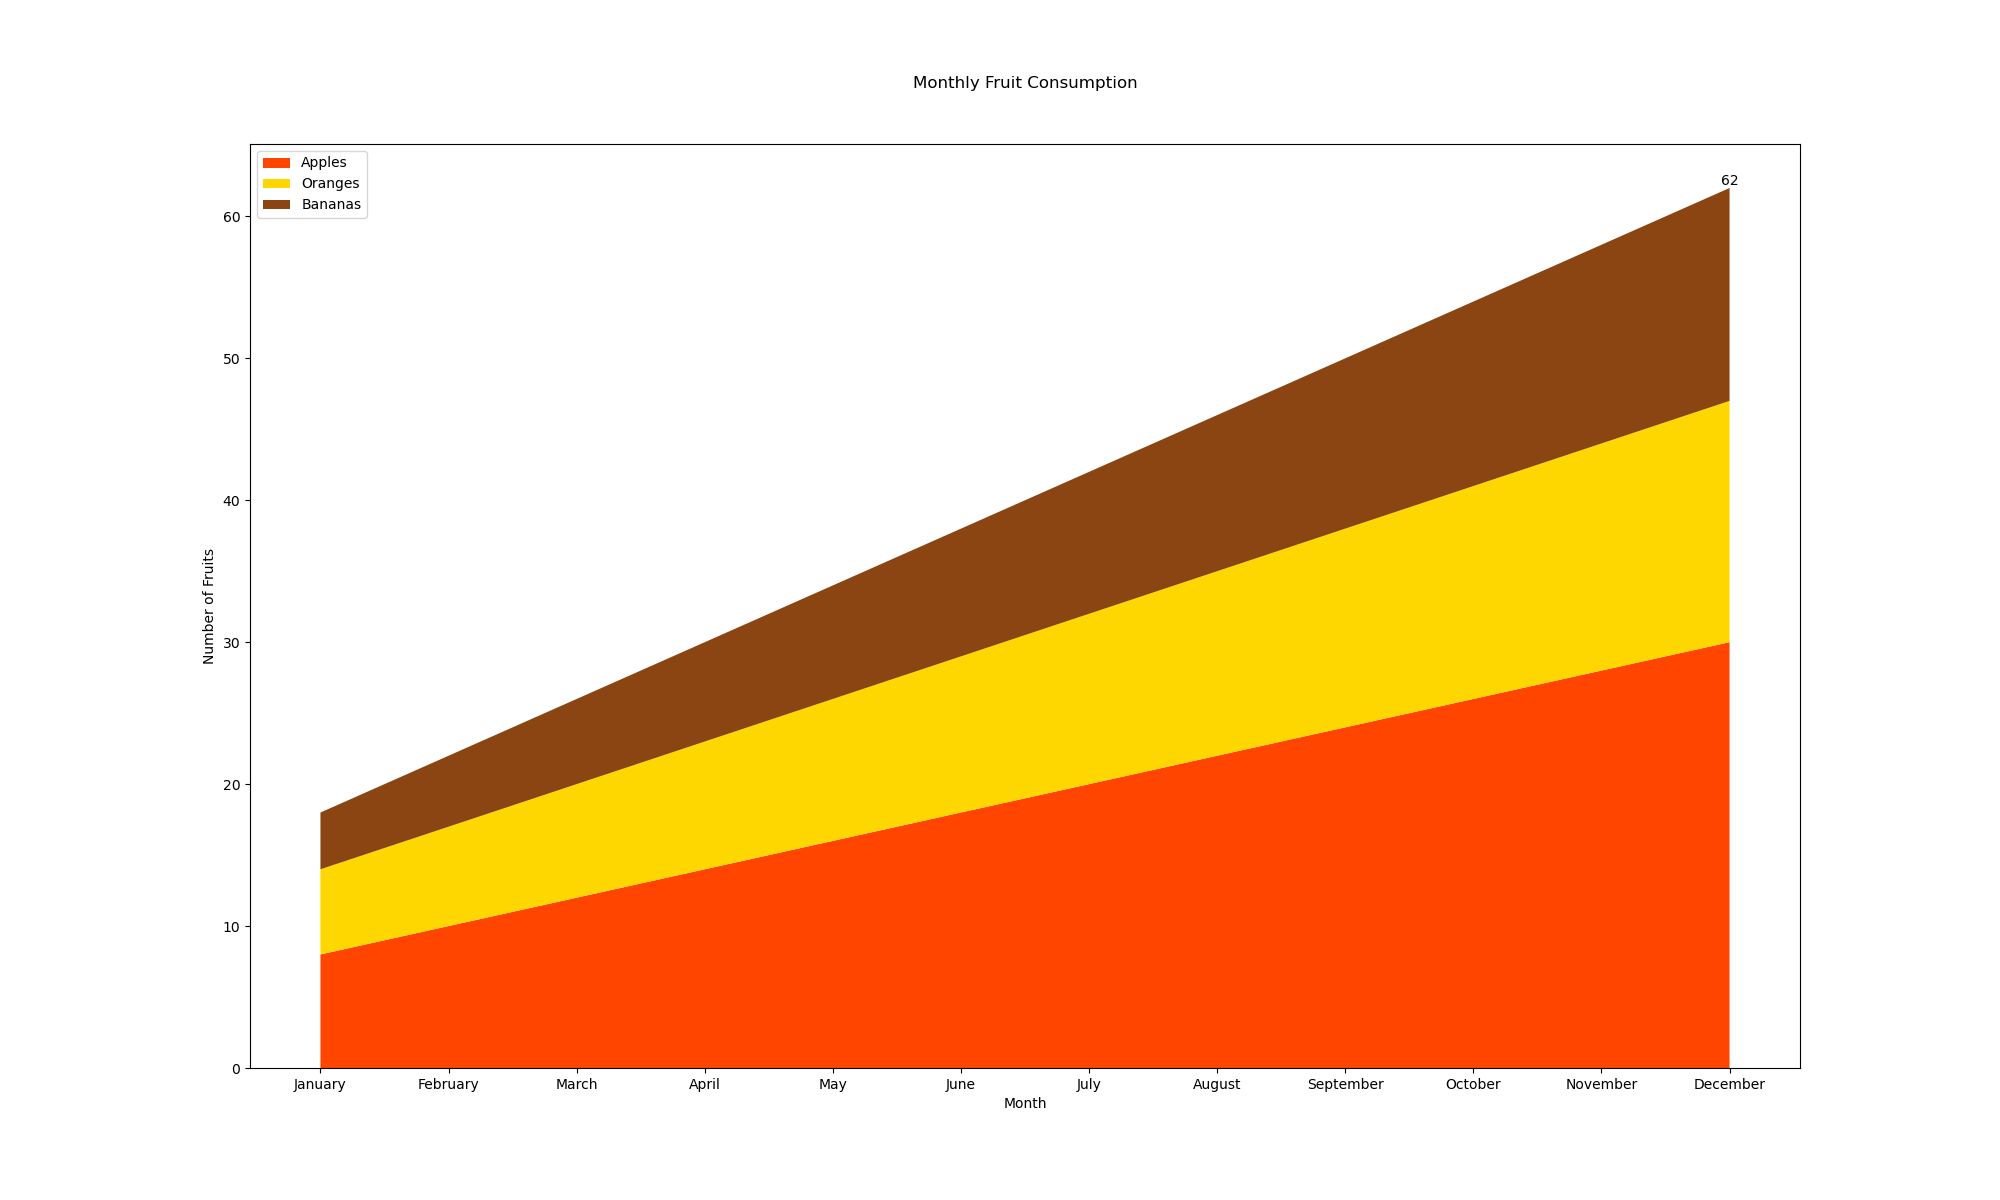 Monthly Fruit Consumption
Apples
Oranges
Bananas
62
60
50
40
30
20
10
0
Number of Fruits
January February March April May June July August September October November December
Month